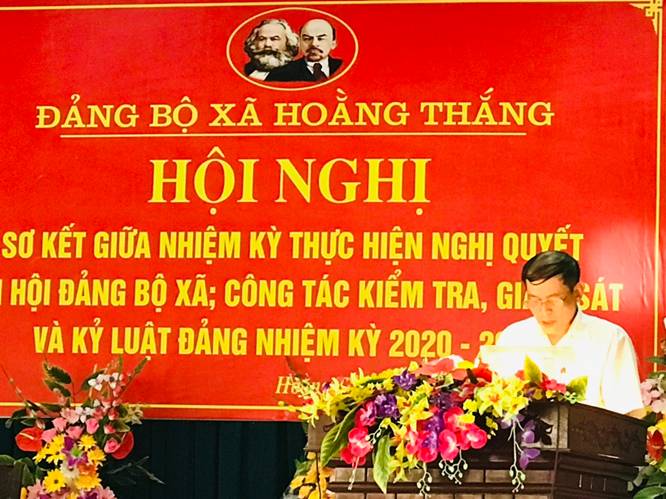 ĐẢNG BỘ XÃ HOẰNG THẮNG
HỘI NGHỊ
SƠ KẾT GIỮA NHIỆM KỲ THỰC HIỆN NGHỊ QUYẾT
HỘI ĐẢNG BỘ XÃ; CÔNG TÁC KIỂM TRA, GIÁM SÁT
VÀ KỶ LUẬT ĐẢNG NHIỆM KỲ 2020 -